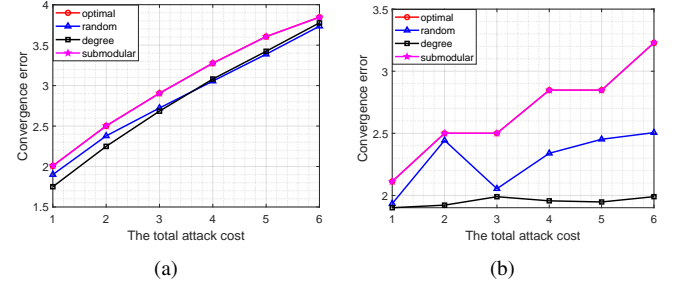 4
3.5
3
2.5
2
1.5
Convergence error
optimal
random
degree
submodular
1 2 3 4 5 6
The total attack cost
(a)
3.5
3
2.5
2
Convergence error
optimal
random
degree
submodular
1 2 3 4 5 6
The total attack cost
(b)